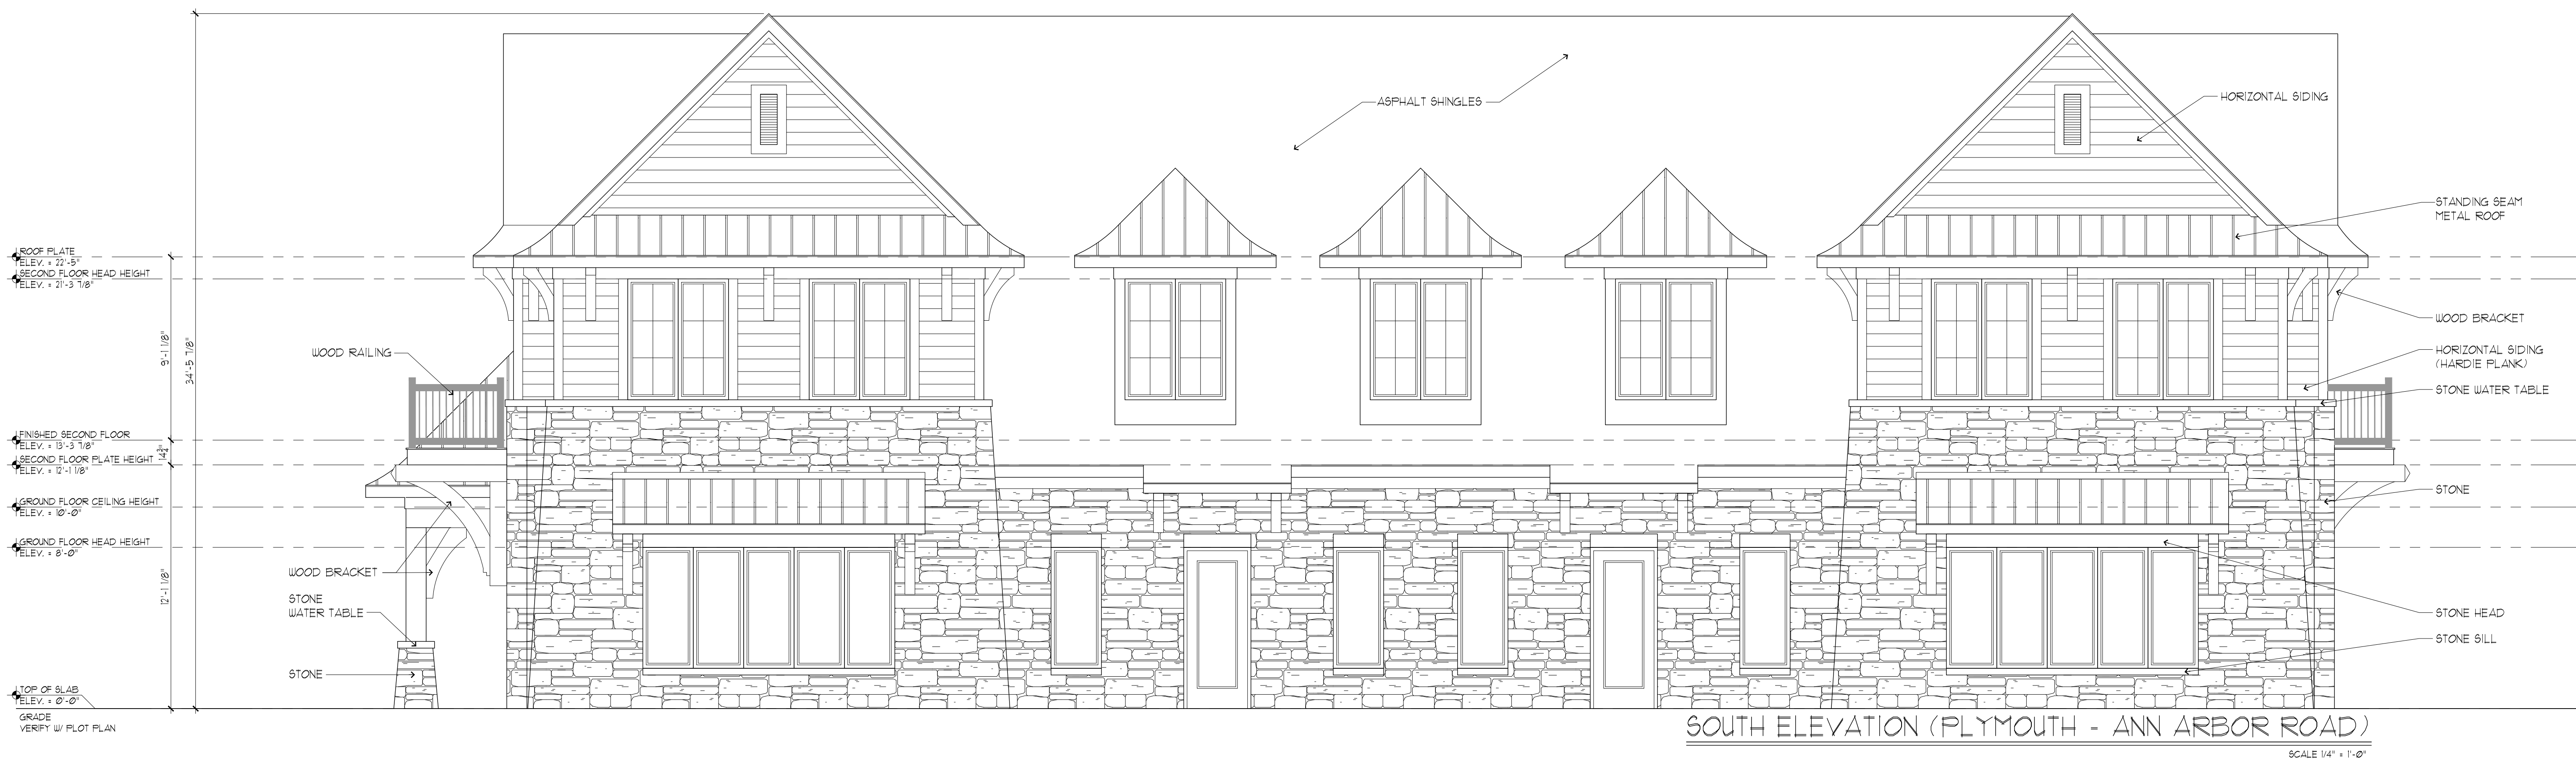 ROOF PLATE
ELEV. = 22'-5"
SECOND FLOOR HEAD HEIGHT
ELEV. = 21'-3 7/8"
FINISHED SECOND FLOOR
ELEV. = 13'-3 7/8"
SECOND FLOOR PLATE HEIGHT
ELEV. = 12'-1 1/8"
GROUND FLOOR CEILING HEIGHT
ELEV. = 10'-0"
GROUND FLOOR HEAD HEIGHT
ELEV. = 8'-0"
TOP OF SLAB
ELEV. = 0'-0"
GRADE
VERIFY W/ PLOT PLAN
9'-1 1/8"
14 3/4"
12'-1 1/8"
34'-5 7/8"
WOOD RAILING
WOOD BRACKET
STONE
WATER TABLE
STONE
ASPHALT SHINGLES
HORIZONTAL SIDING
STANDING SEAM
METAL ROOF
WOOD BRACKET
HORIZONTAL SIDING
(HARDIE PLANK)
STONE WATER TABLE
STONE
STONE HEAD
STONE SILL
SOUTH ELEVATION (PLYMOUTH - ANN ARBOR ROAD)
SCALE 1/4" = 1'-0"